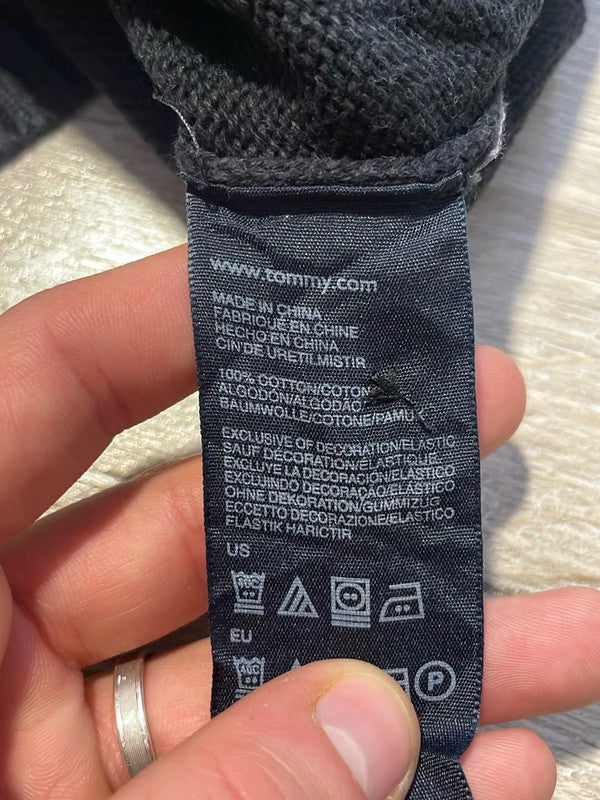 www.tommy.com
MADE IN CHINA
FABRIQUÉ EN CHINE
HECHO EN CHINA
ÇIN'DE URETILMISTIR
100% COTTON/COTON
ALGODÓN/ALGODÃO
BAUMWOLLE/COTONE/PAMUK
EXCLUSIVE OF DECORATION/ELASTIC
SAUF DÉCORATION/ÉLASTIQUE
EXCLUYE LA DECORACIÓN/ELÁSTICO
EXCLUINDO DECORAÇÃO/ELÁSTICO
OHNE DEKORATION/GUMMIZUG
ECCETTO DECORAZIONE/ELASTICO
ELASTIK HARICTIR
US
EU
P